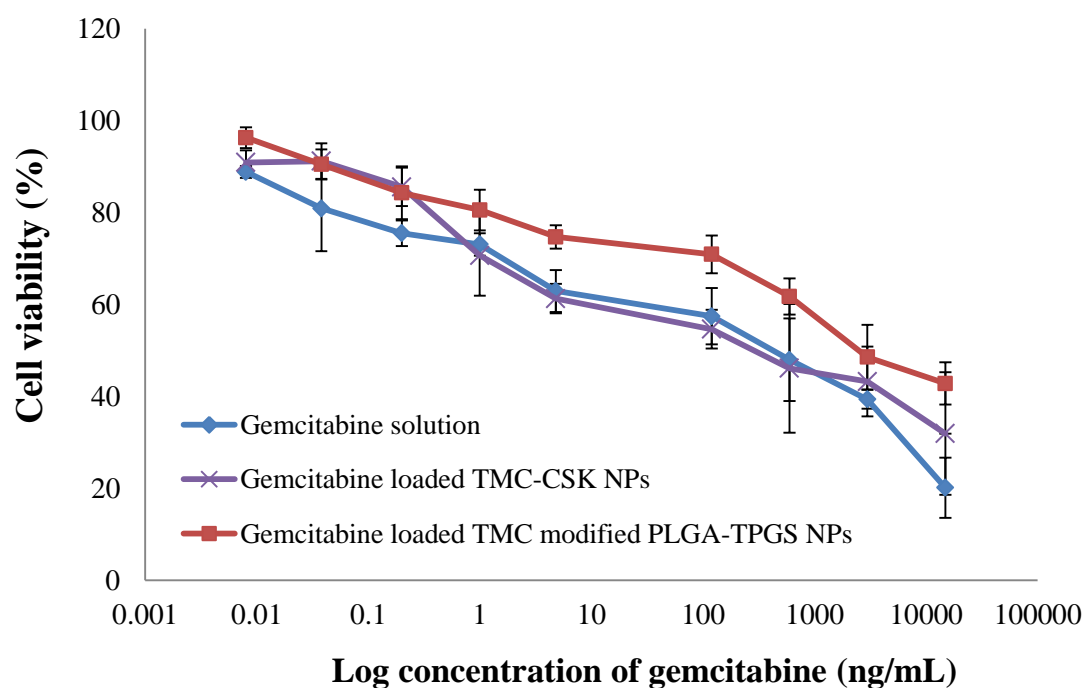 120
100
80
60
40
20
0
Cell viability (%)
Gemcitabine solution
Gemcitabine loaded TMC-CSK NPs
Gemcitabine loaded TMC modified PLGA-TPGS NPs
0.001 0.01 0.1 1 10 100 1000 10000 100000
Log concentration of gemcitabine (ng/mL)